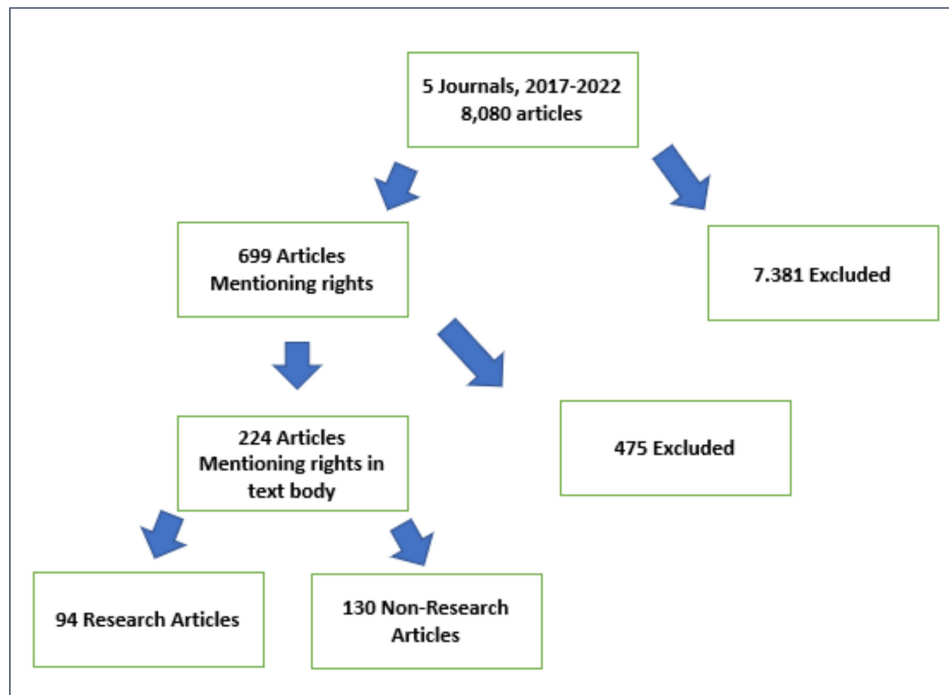 5 Journals, 2017-2022
8,080 articles
699 Articles
Mentioning rights
7.381 Excluded
224 Articles
Mentioning rights in
text body
475 Excluded
94 Research Articles
130 Non-Research
Articles